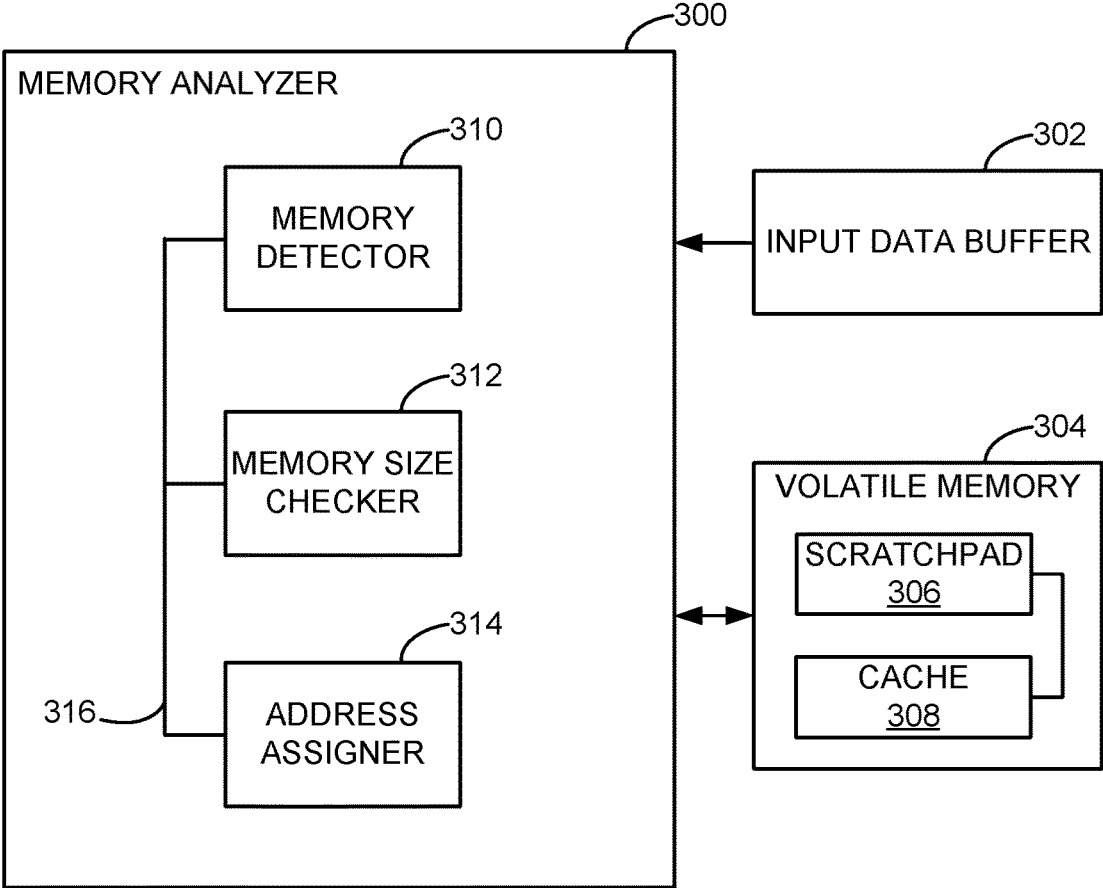 300
MEMORY ANALYZER
310
MEMORY
DETECTOR
312
MEMORY SIZE
CHECKER
314
ADDRESS
ASSIGNER
316
302
INPUT DATA BUFFER
304
VOLATILE MEMORY
SCRATCHPAD
306
CACHE
308